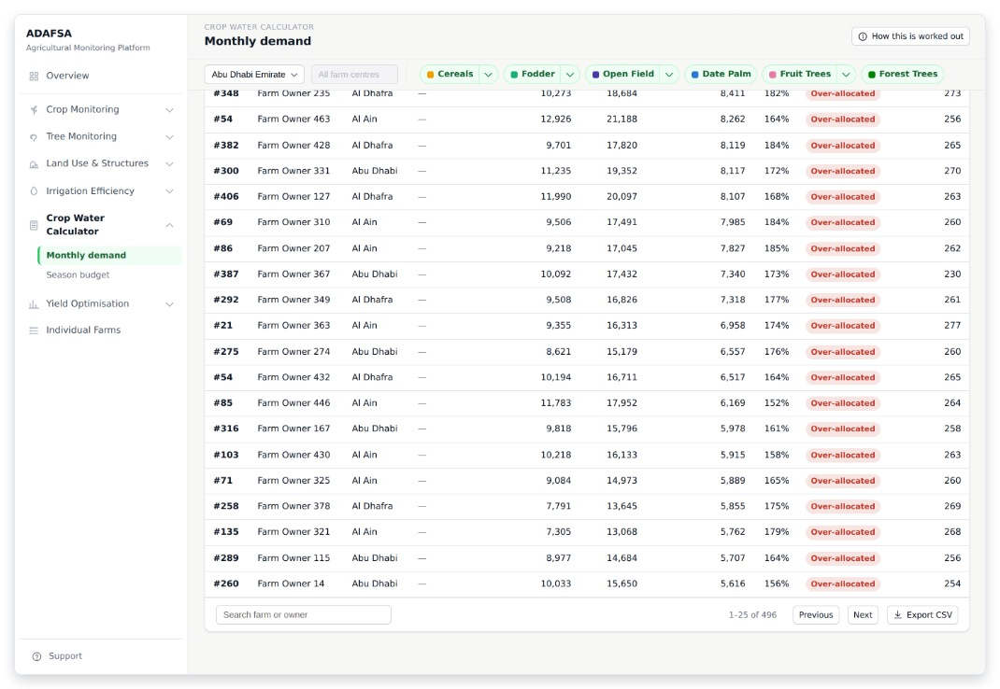 ADAFSA
Agricultural Monitoring Platform
Overview
Crop Monitoring
Tree Monitoring
Land Use & Structures
Irrigation Efficiency
Crop Water
Calculator
Monthly demand
Season budget
Yield Optimisation
Individual Farms
Support
CROP WATER CALCULATOR
Monthly demand
How this is worked out
Abu Dhabi Emirate All farm centres Cereals Fodder Open Field Date Palm Fruit Trees Forest Trees
#348 Farm Owner 235 Al Dhafra — 10,273 18,684 8,411 182% Over-allocated 273
#54 Farm Owner 463 Al Ain — 12,926 21,188 8,262 164% Over-allocated 256
#382 Farm Owner 428 Al Dhafra — 9,701 17,820 8,119 184% Over-allocated 265
#300 Farm Owner 331 Abu Dhabi — 11,235 19,352 8,117 172% Over-allocated 270
#406 Farm Owner 127 Al Dhafra — 11,990 20,097 8,107 168% Over-allocated 263
#69 Farm Owner 310 Al Ain — 9,506 17,491 7,985 184% Over-allocated 260
#86 Farm Owner 207 Al Ain — 9,218 17,045 7,827 185% Over-allocated 262
#387 Farm Owner 367 Abu Dhabi — 10,092 17,432 7,340 173% Over-allocated 230
#292 Farm Owner 349 Al Dhafra — 9,508 16,826 7,318 177% Over-allocated 261
#21 Farm Owner 363 Al Ain — 9,355 16,313 6,958 174% Over-allocated 277
#275 Farm Owner 274 Abu Dhabi — 8,621 15,179 6,557 176% Over-allocated 260
#54 Farm Owner 432 Al Dhafra — 10,194 16,711 6,517 164% Over-allocated 265
#85 Farm Owner 446 Al Ain — 11,783 17,952 6,169 152% Over-allocated 264
#316 Farm Owner 167 Abu Dhabi — 9,818 15,796 5,978 161% Over-allocated 258
#103 Farm Owner 430 Al Ain — 10,218 16,133 5,915 158% Over-allocated 263
#71 Farm Owner 325 Al Ain — 9,084 14,973 5,889 165% Over-allocated 260
#258 Farm Owner 378 Al Dhafra — 7,791 13,645 5,855 175% Over-allocated 269
#135 Farm Owner 321 Al Ain — 7,305 13,068 5,762 179% Over-allocated 268
#289 Farm Owner 115 Abu Dhabi — 8,977 14,684 5,707 164% Over-allocated 256
#260 Farm Owner 14 Abu Dhabi — 10,033 15,650 5,616 156% Over-allocated 254
Search farm or owner 1-25 of 496 Previous Next Export CSV